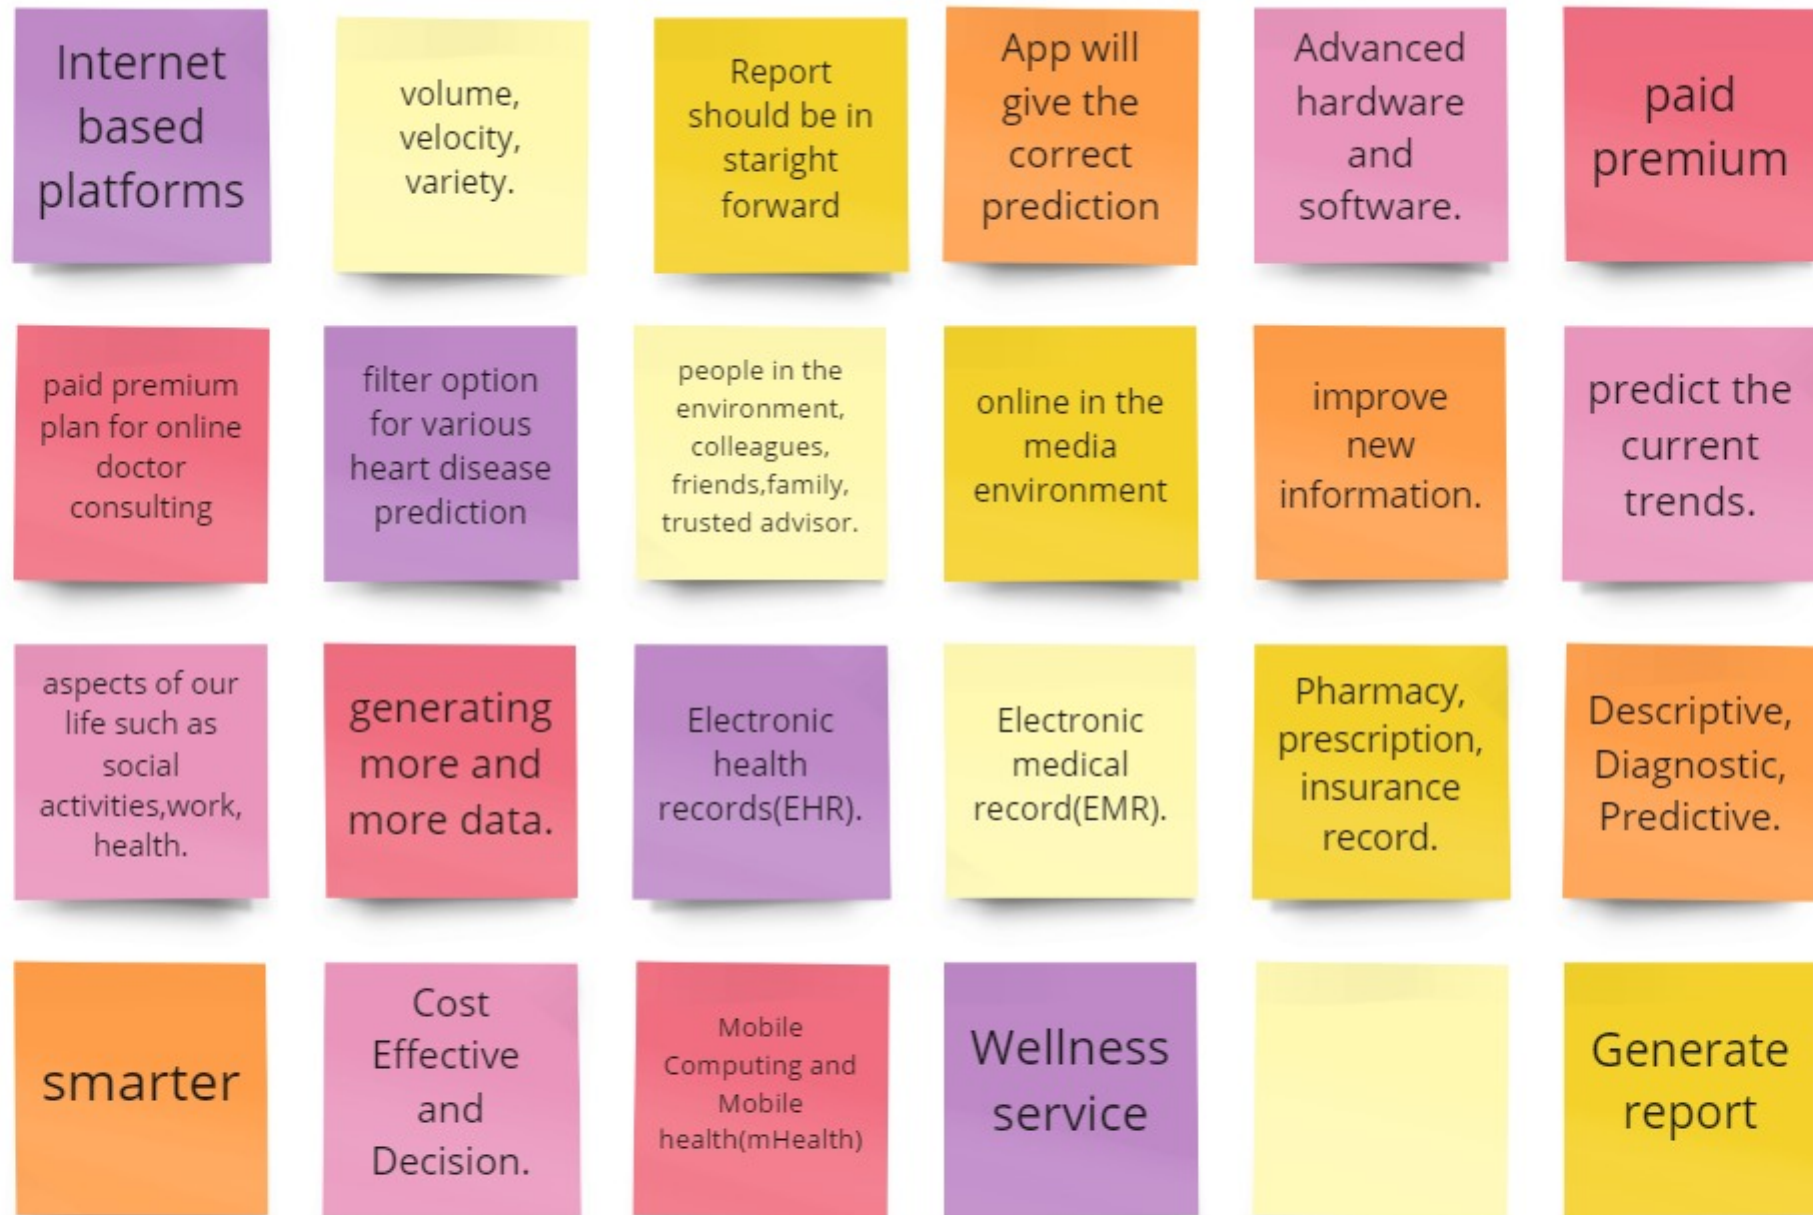 Internet
based
platforms
volume,
velocity,
variety.
Report
should be in
staright
forward
App will
give the
correct
prediction
Advanced
hardware
and
software.
paid
premium
paid premium
plan for online
doctor
consulting
filter option
for various
heart disease
prediction
people in the
environment,
colleagues,
friends,family,
trusted advisor.
online in the
media
environment
improve
new
information.
predict the
current
trends.
aspects of our
life such as
social
activities,work,
health.
generating
more and
more data.
Electronic
health
records(EHR).
Electronic
medical
record(EMR).
Pharmacy,
prescription,
insurance
record.
Descriptive,
Diagnostic,
Predictive.
smarter
Cost
Effective
and
Decision.
Mobile
Computing and
Mobile
health(mHealth)
Wellness
service
Generate
report